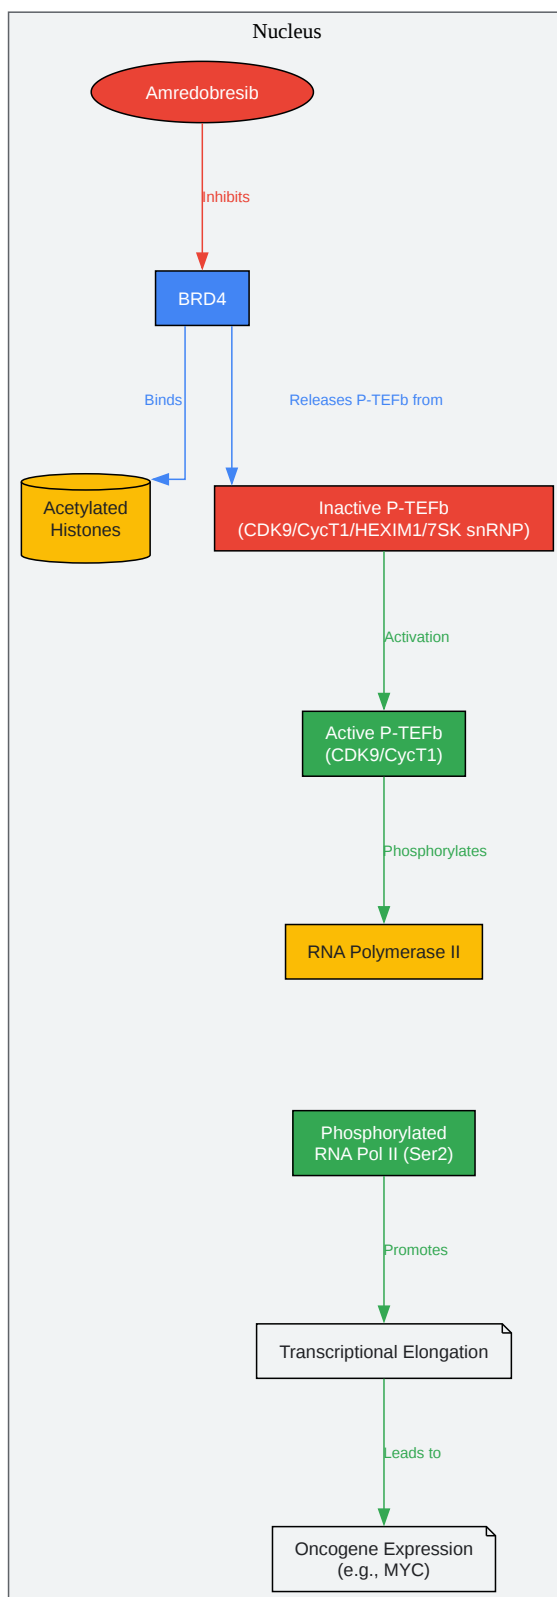 Nucleus
Amredobresib
Inhibits
BRD4
Binds
Releases P-TEFb from
Acetylated
Histones
Inactive P-TEFb
(CDK9/CycT1/HEXIM1/7SK snRNP)
Activation
Active P-TEFb
(CDK9/CycT1)
Phosphorylates
RNA Polymerase II
Phosphorylated
RNA Pol II (Ser2)
Promotes
Transcriptional Elongation
Leads to
Oncogene Expression
(e.g., MYC)